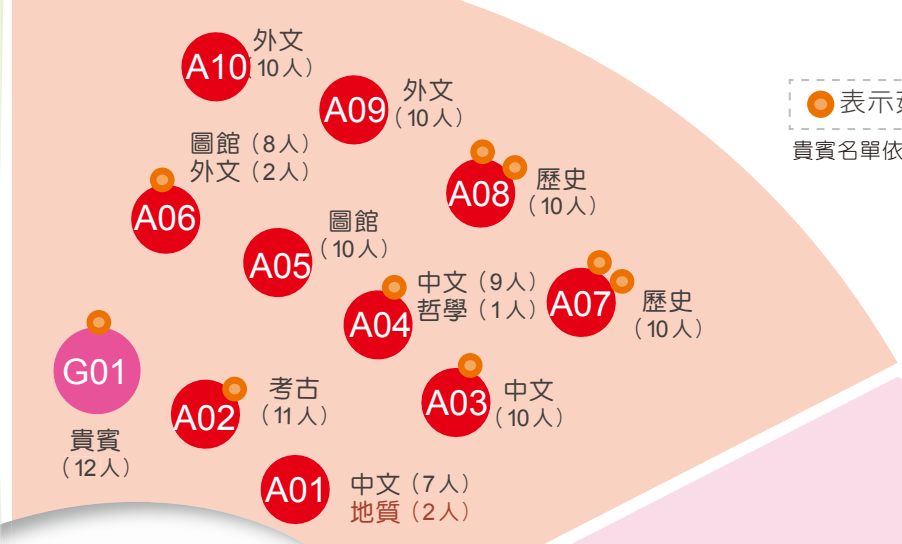 外文
A10
(10人)
外文
A09
(10人)
表示
貴賓名單依
圖館（8人）
外文（2人）
A06
歷史
A08
（10人）
圖館
（10人）
A05
中文（9人）
哲學（1人）
A04
A07
歷史
（10人）
G01
貴賓
（12人）
考古
（11人）
A02
中文
A03
（10人）
A01
中文（7人）
地質（2人）